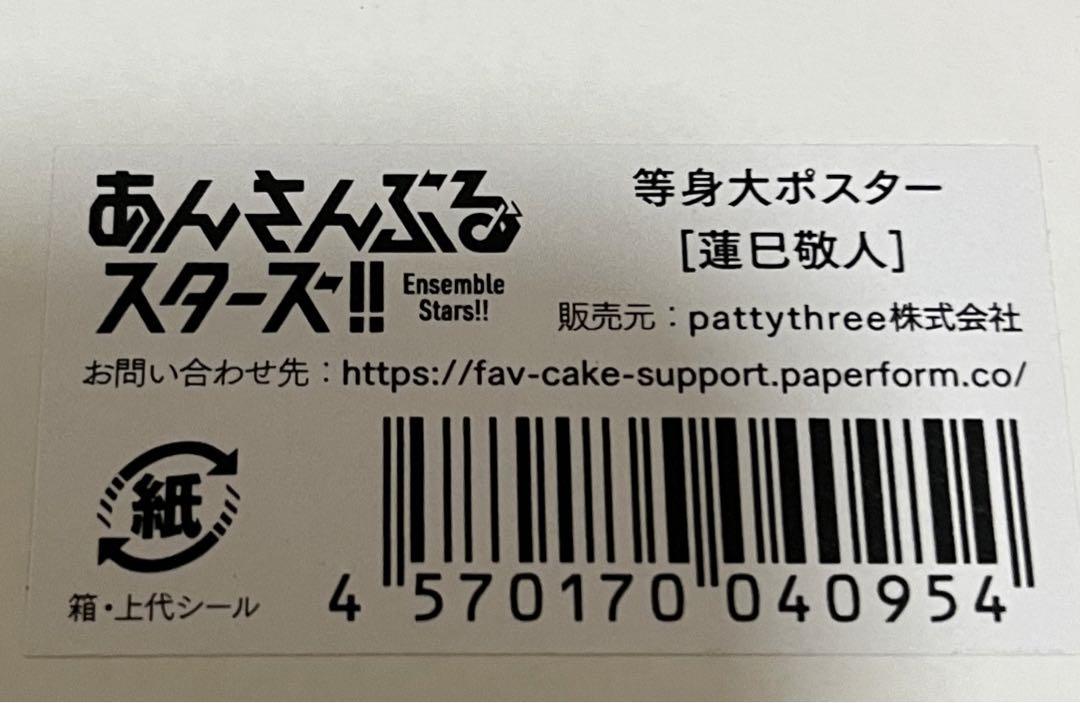 あんさんぶる
スターズ!!
Ensemble
Stars!!
等身大ポスター
[蓮巳敬人]
販売元：pattythree株式会社
お問い合わせ先：https://fav-cake-support.paperform.co/
紙
箱・上代シール
4 570170 040954